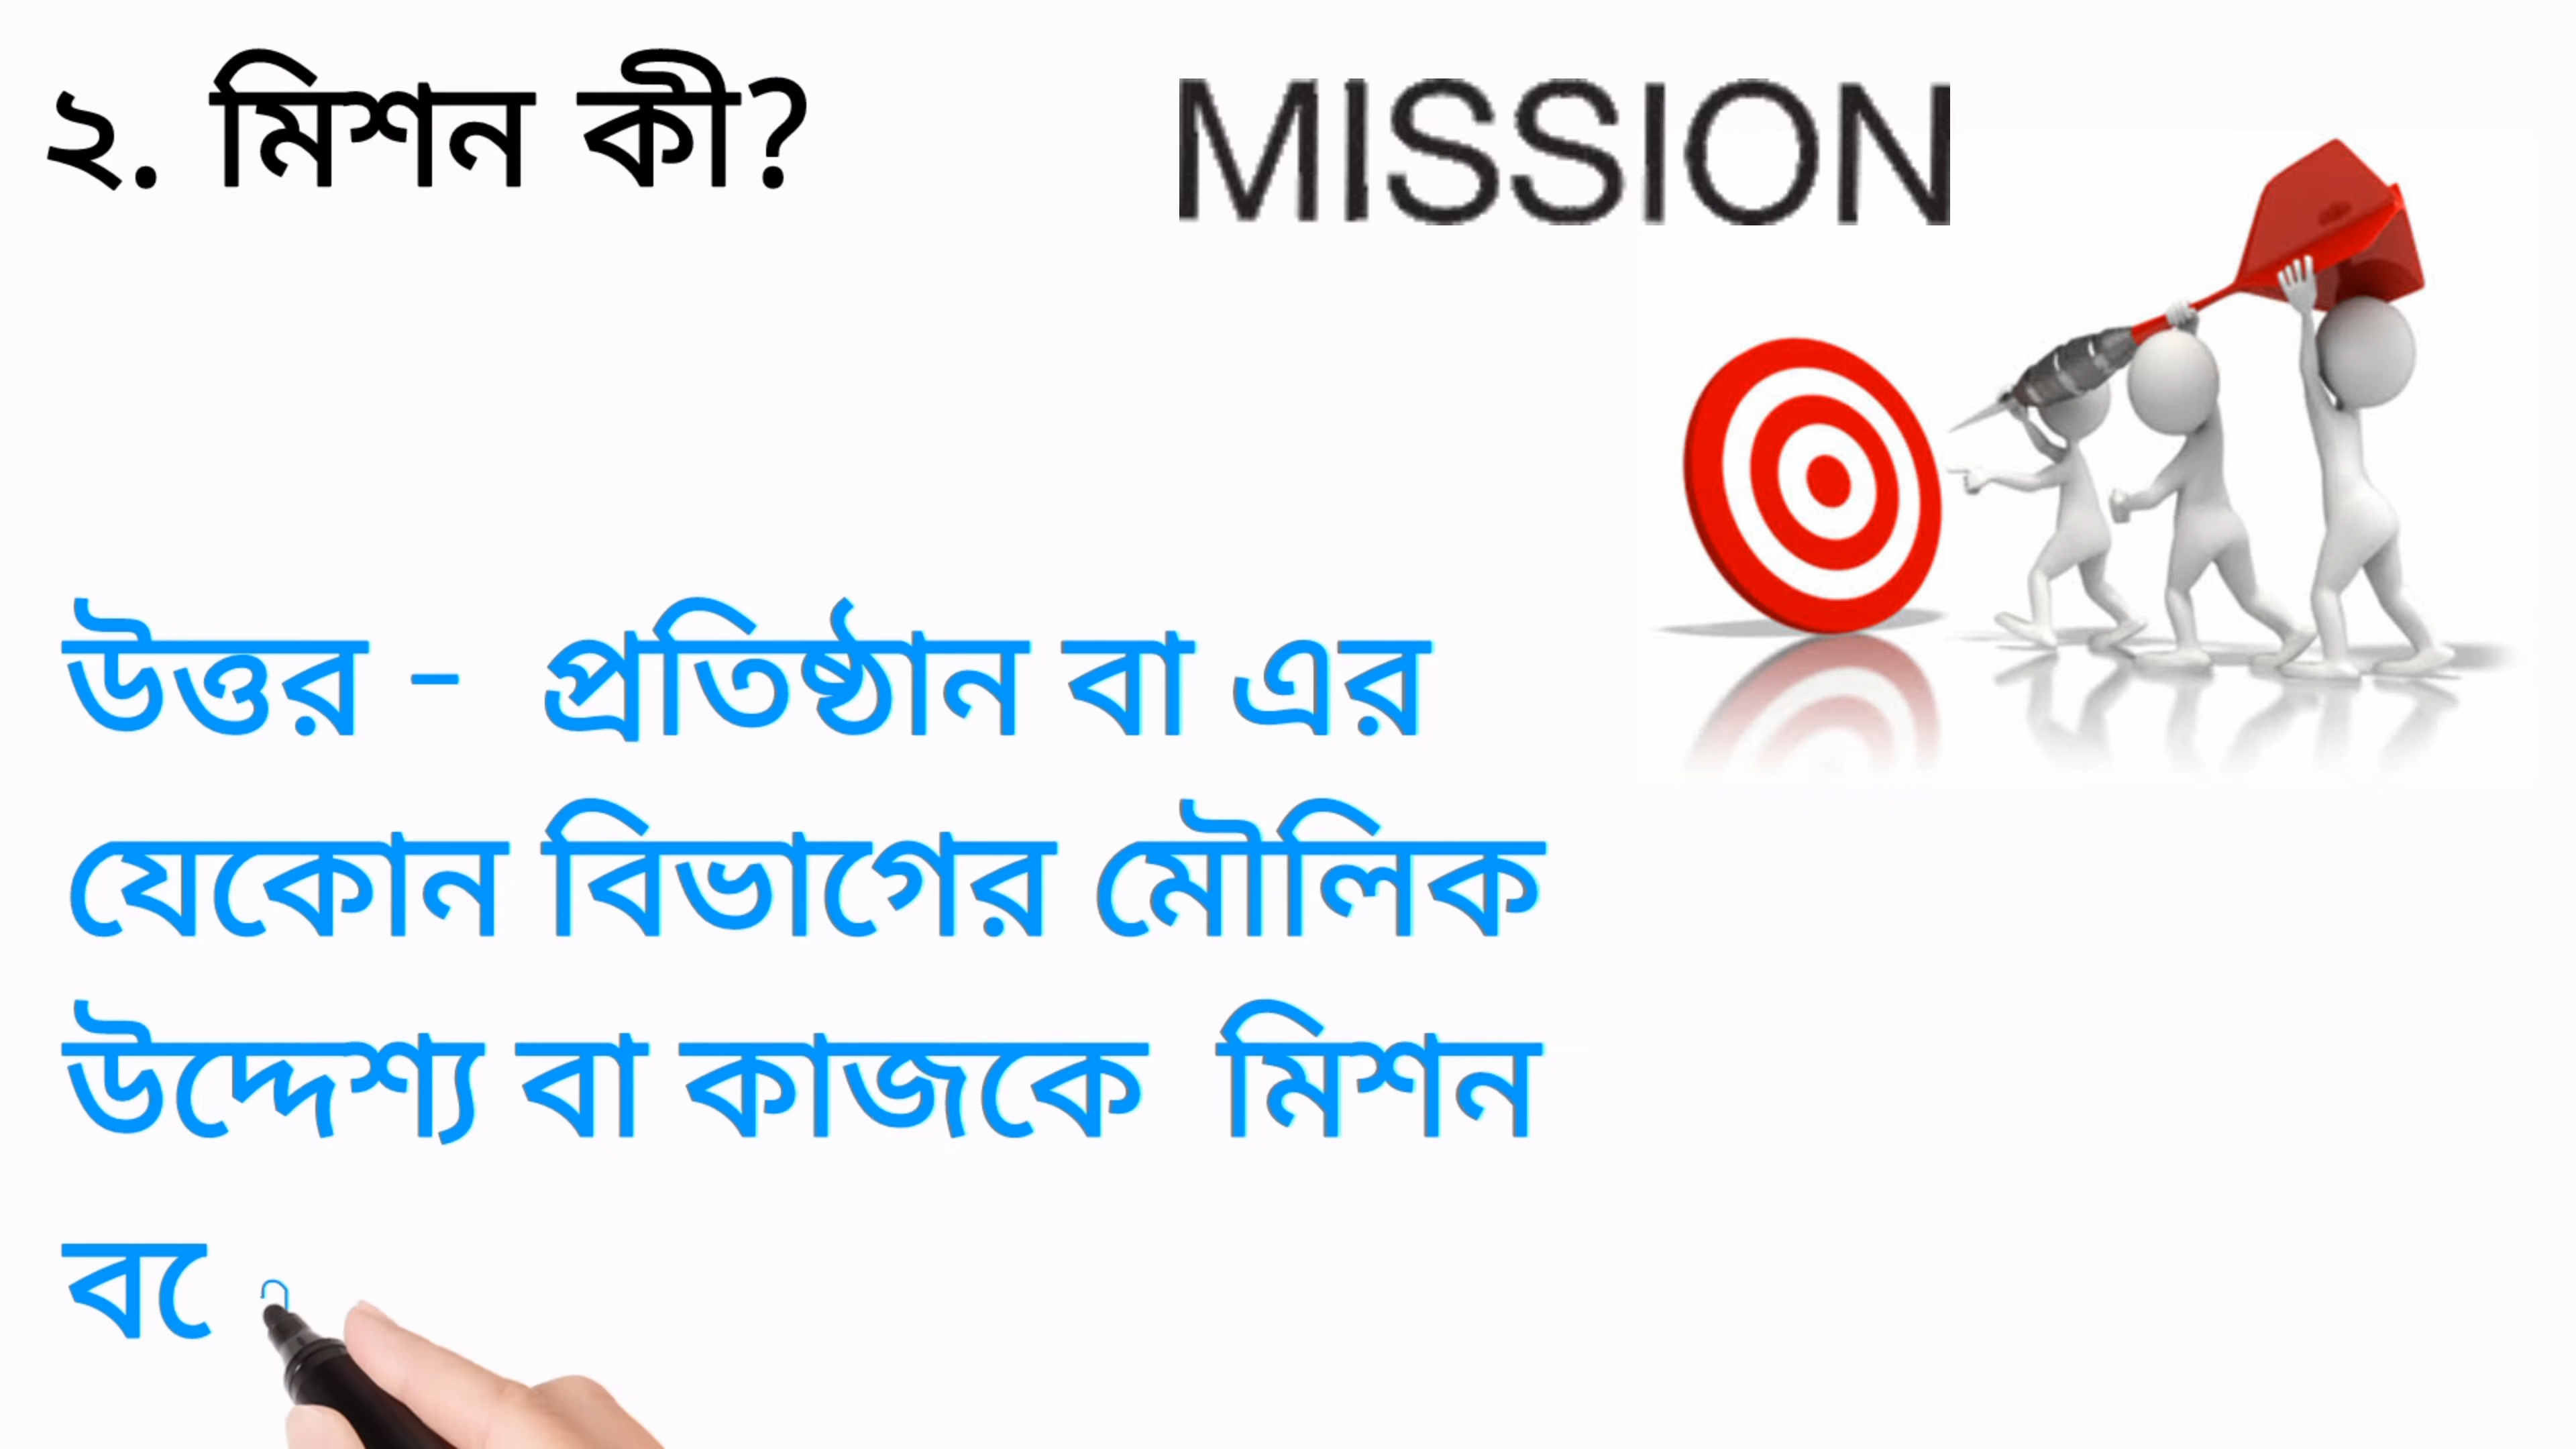 ২. মিশন কী?
MISSION
উত্তর - প্রতিষ্ঠান বা এর
যেকোন বিভাগের মৌলিক
উদ্দেশ্য বা কাজকে মিশন